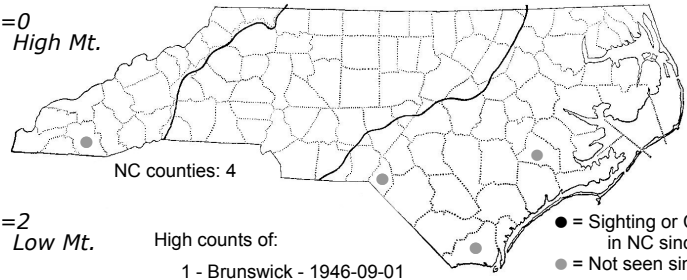 =0
High Mt.
NC counties: 4
=2
Low Mt.
High counts of:
1 - Brunswick - 1946-09-01
● = Sighting or
in NC sinc
● = Not seen sin